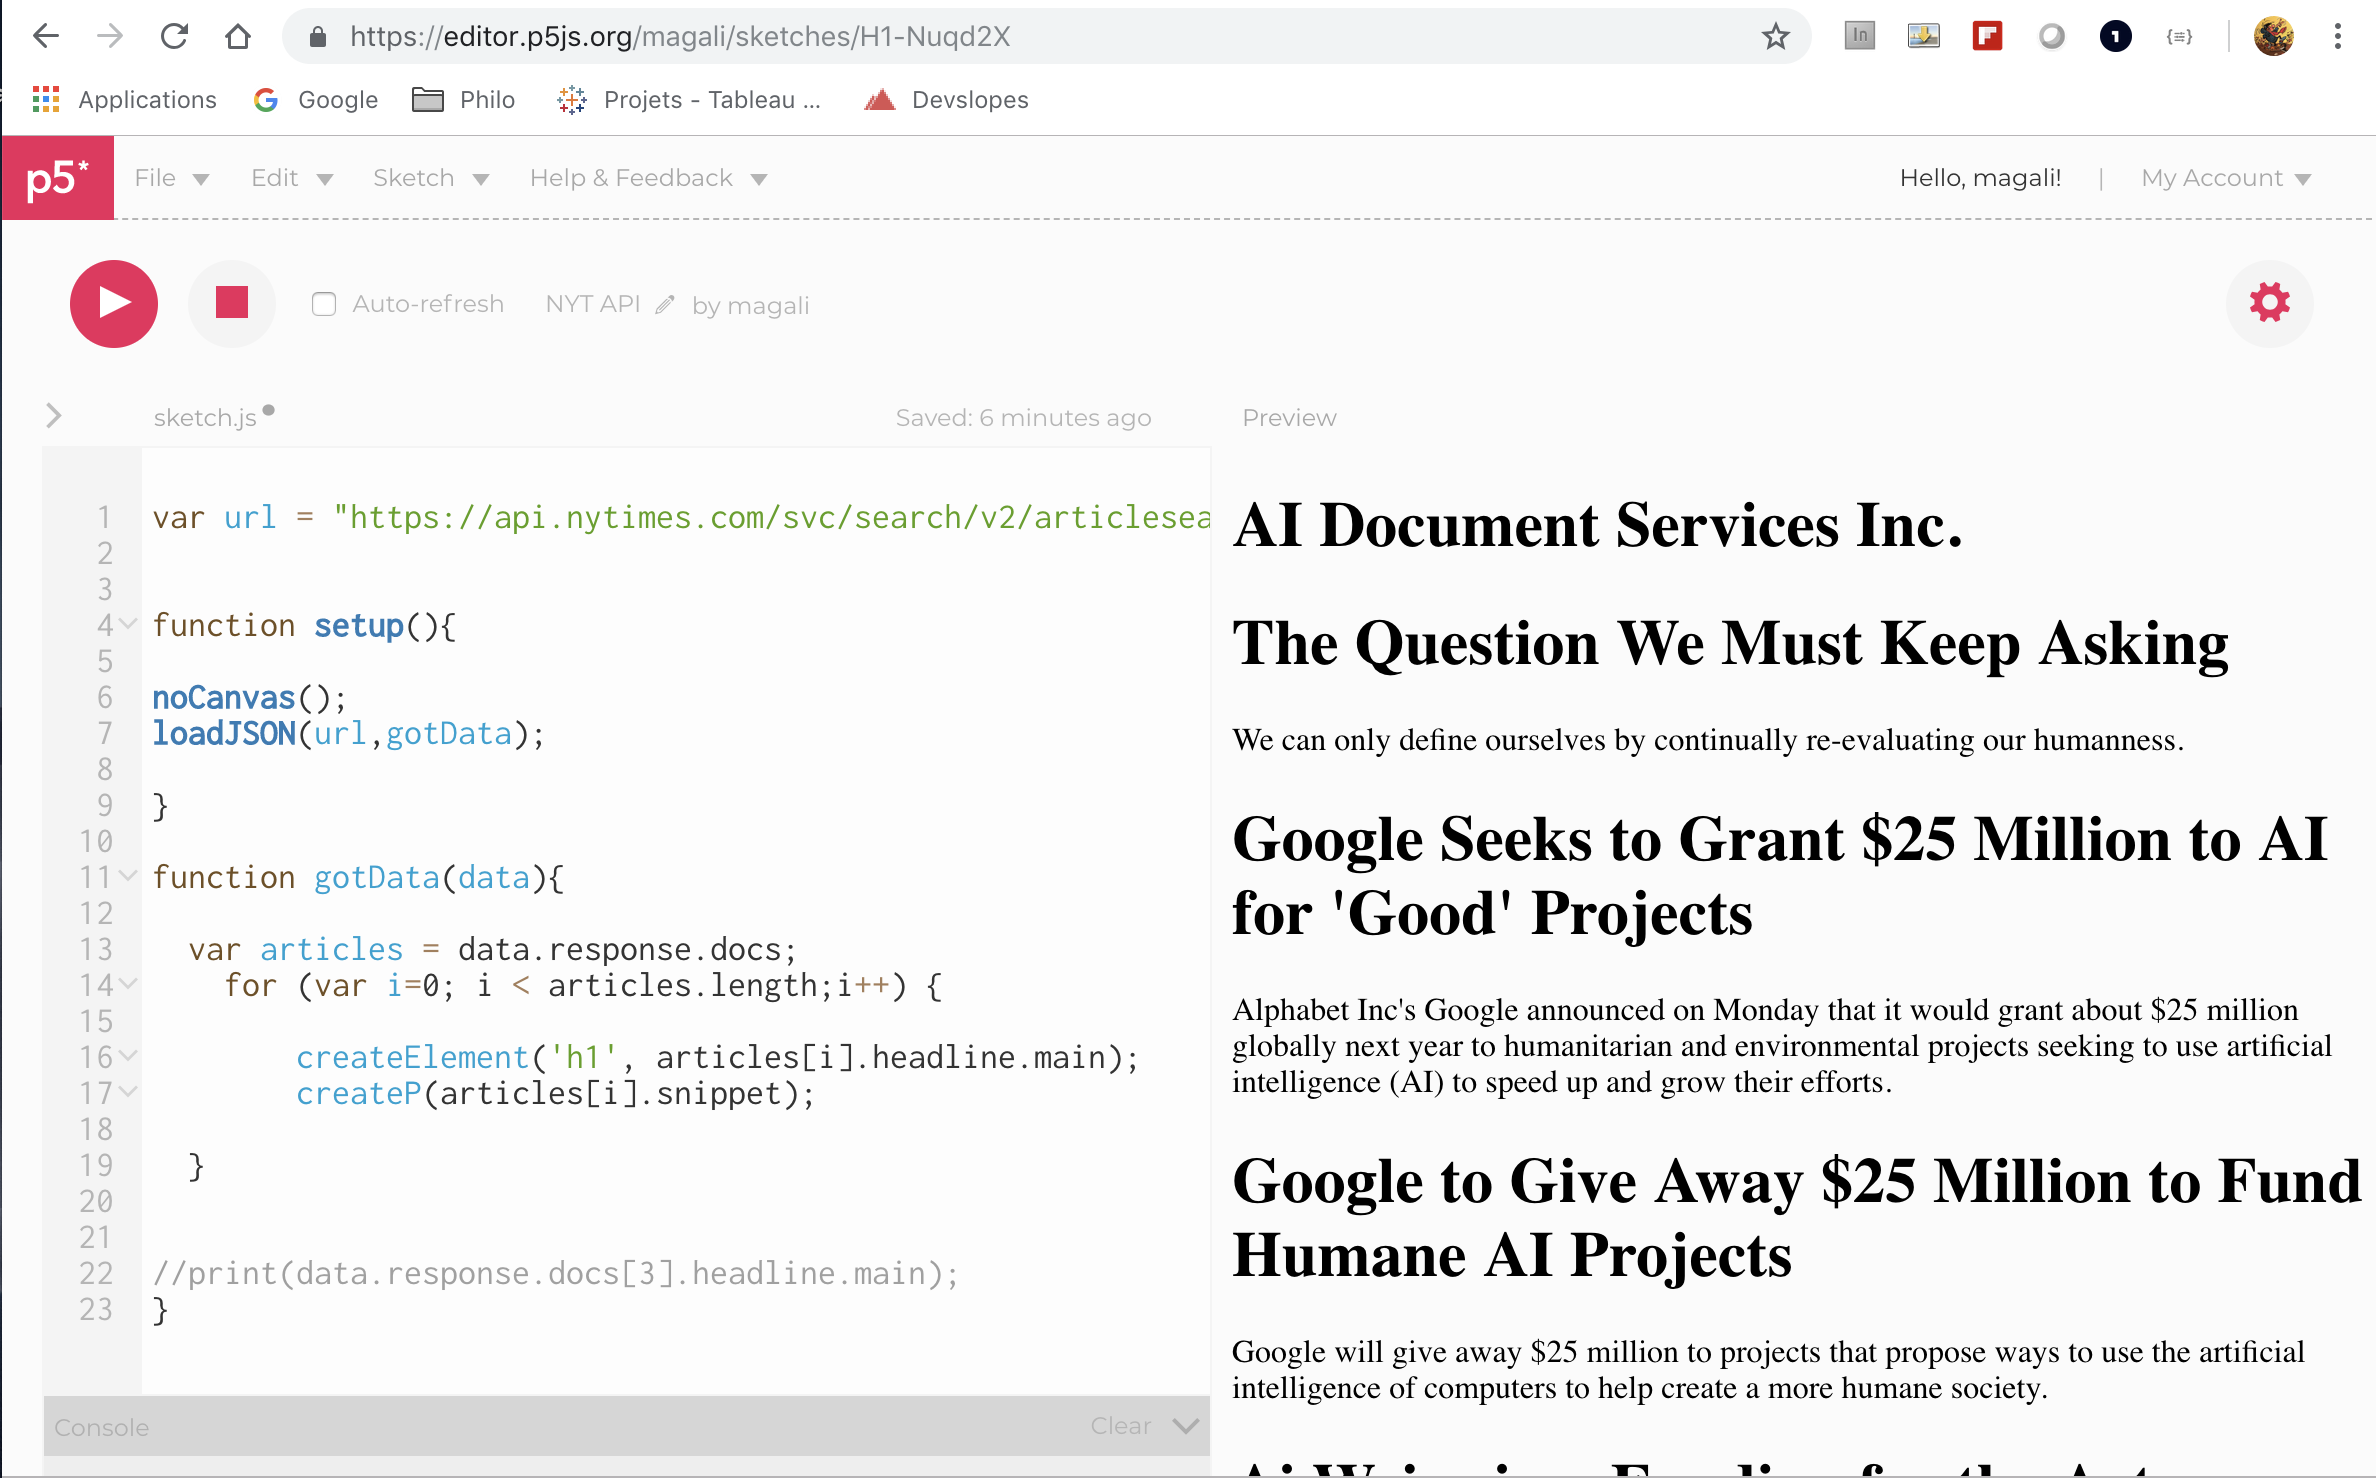 https://editor.p5js.org/magali/sketches/H1-Nuqd2X
In
1
Applications
Google
Philo
Projets - Tableau ...
Devslopes
p5*
File
Edit
Sketch
Help & Feedback
Hello, magali!
|
My Account
Auto-refresh
NYT API
by magali
sketch.js
Saved: 6 minutes ago
Preview
1 var url = "https://api.nytimes.com/svc/search/v2/articlesea
2
3
4 function setup(){
5
6 noCanvas();
7 loadJSON(url,gotData);
8
9 }
10
11 function gotData(data){
12
13 var articles = data.response.docs;
14 for (var i=0; i < articles.length;i++) {
15
16 createElement('h1', articles[i].headline.main);
17 createP(articles[i].snippet);
18
19 }
20
21
22 //print(data.response.docs[3].headline.main);
23 }
Console
Clear
AI Document Services Inc.
The Question We Must Keep Asking
We can only define ourselves by continually re-evaluating our humanness.
Google Seeks to Grant $25 Million to AI
for 'Good' Projects
Alphabet Inc's Google announced on Monday that it would grant about $25 million
globally next year to humanitarian and environmental projects seeking to use artificial
intelligence (AI) to speed up and grow their efforts.
Google to Give Away $25 Million to Fund
Humane AI Projects
Google will give away $25 million to projects that propose ways to use the artificial
intelligence of computers to help create a more humane society.